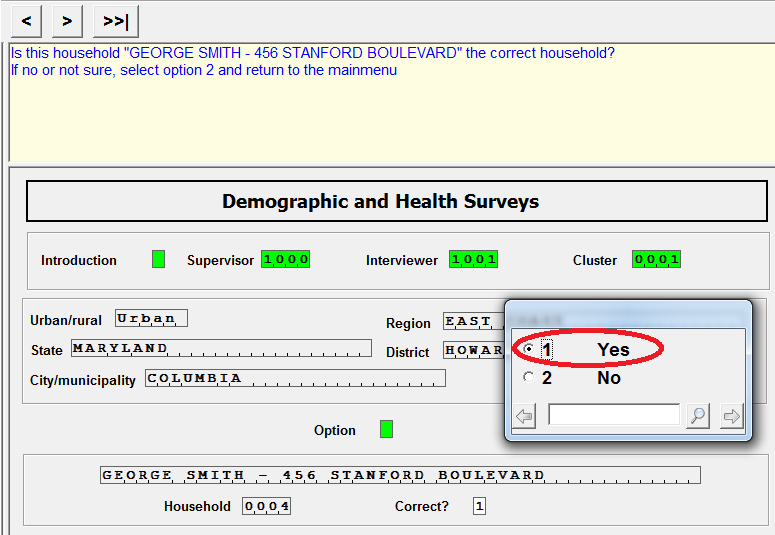 < > >>|
Is this household "GEORGE SMITH - 456 STANFORD BOULEVARD" the correct household?
If no or not sure, select option 2 and return to the mainmenu
Demographic and Health Surveys
Introduction Supervisor 1000 Interviewer 1001 Cluster 0001
Urban/rural Urban Region EAST
State MARYLAND District HOWAR
City/municipality COLUMBIA
1 Yes
2 No
Option
GEORGE SMITH - 456 STANFORD BOULEVARD
Household 0004 Correct? 1